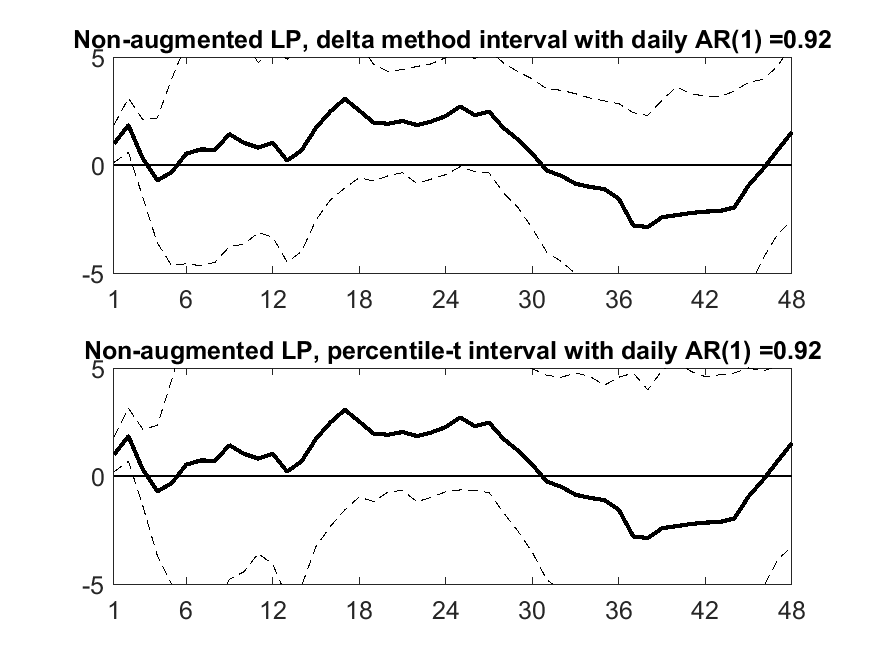 Non-augmented LP, delta method interval with daily AR(1) =0.92
5
0
-5
1 6 12 18 24 30 36 42 48
Non-augmented LP, percentile-t interval with daily AR(1) =0.92
5
0
-5
1 6 12 18 24 30 36 42 48